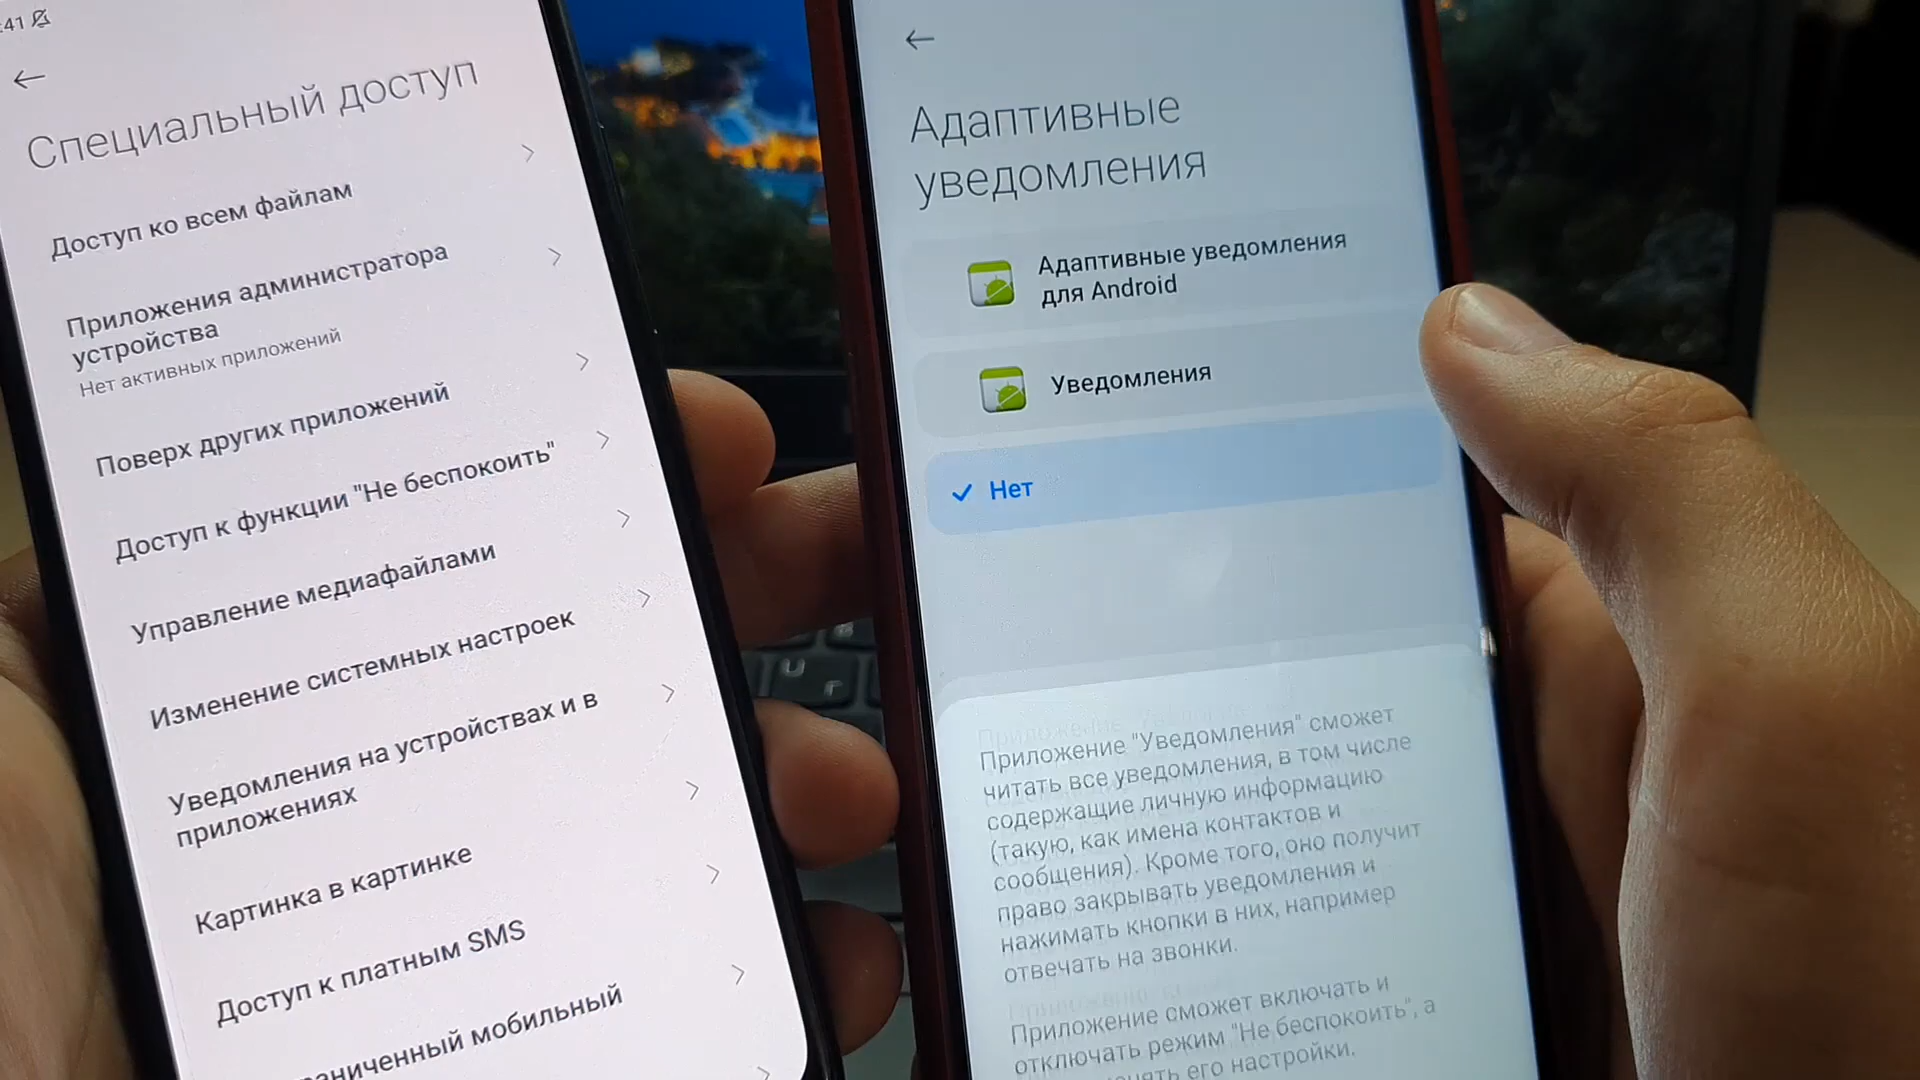 :41
Специальный доступ
Доступ ко всем файлам
Приложения администратора
устройства
Нет активных приложений
Поверх других приложений
Доступ к функции "Не беспокоить"
Управление медиафайлами
Изменение системных настроек
Уведомления на устройствах и в
приложениях
Картинка в картинке
Доступ к платным SMS
мобильный
Адаптивные
уведомления
Адаптивные уведомления
для Android
Уведомления
Нет
Приложение "Уведомления" сможет
читать все уведомления, в том числе
содержащие личную информацию
(такую, как имена контактов и
сообщения). Кроме того, оно получит
право закрывать уведомления и
нажимать кнопки в них, например
отвечать на звонки.
Приложение сможет включать и
отключать режим "Не беспокоить", а
его настройки.